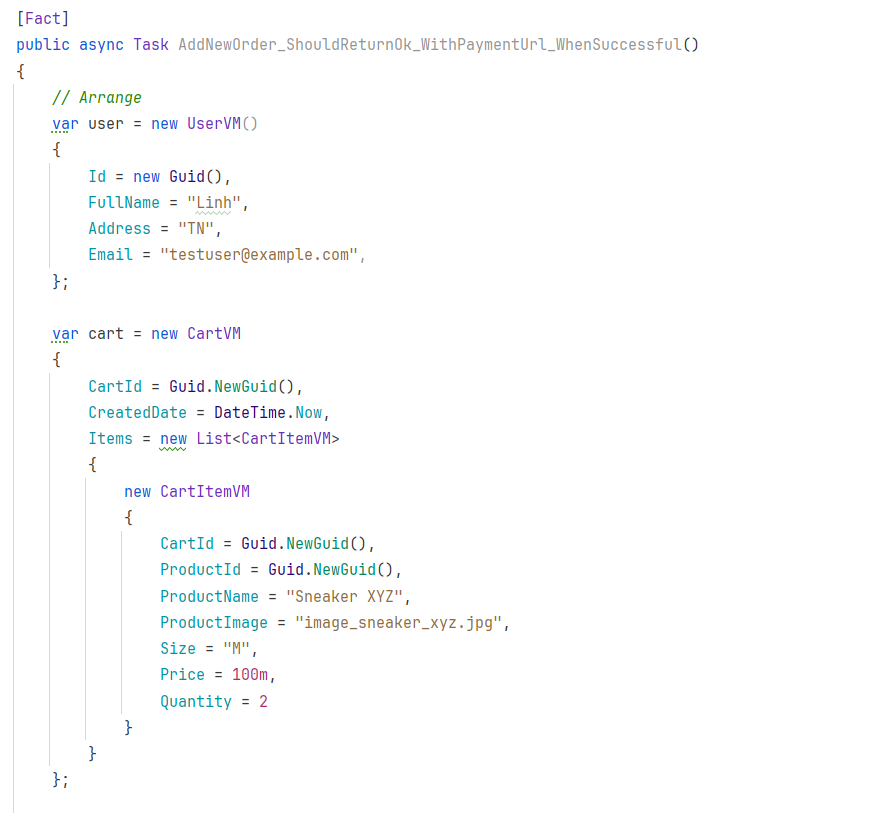 [Fact]
public async Task AddNewOrder_ShouldReturnOk_WithPaymentUrl_WhenSuccessful()
{
    // Arrange
    var user = new UserVM()
    {
        Id = new Guid(),
        FullName = "Linh",
        Address = "TN",
        Email = "testuser@example.com",
    };

    var cart = new CartVM
    {
        CartId = Guid.NewGuid(),
        CreatedDate = DateTime.Now,
        Items = new List<CartItemVM>
        {
            new CartItemVM
            {
                CartId = Guid.NewGuid(),
                ProductId = Guid.NewGuid(),
                ProductName = "Sneaker XYZ",
                ProductImage = "image_sneaker_xyz.jpg",
                Size = "M",
                Price = 100m,
                Quantity = 2
            }
        }
    };